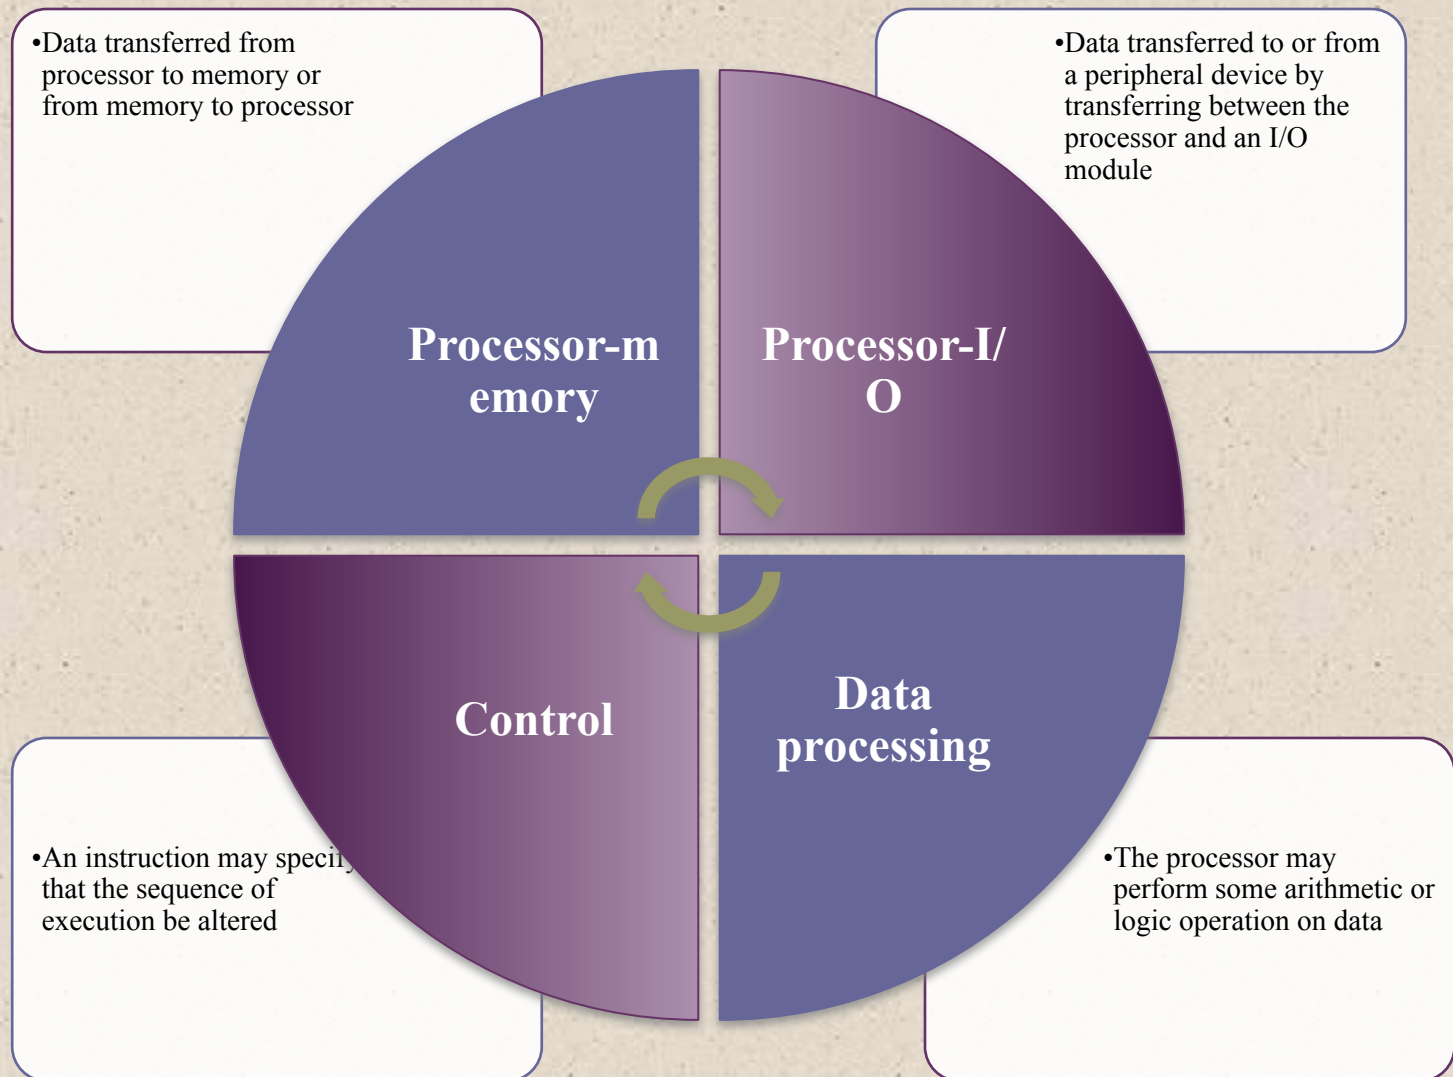 •Data transferred from
processor to memory or
from memory to processor
•Data transferred to or from
a peripheral device by
transferring between the
processor and an I/O
module
Processor-m
emory
Processor-I/
O
Control
Data
processing
•An instruction may specify
that the sequence of
execution be altered
•The processor may
perform some arithmetic or
logic operation on data